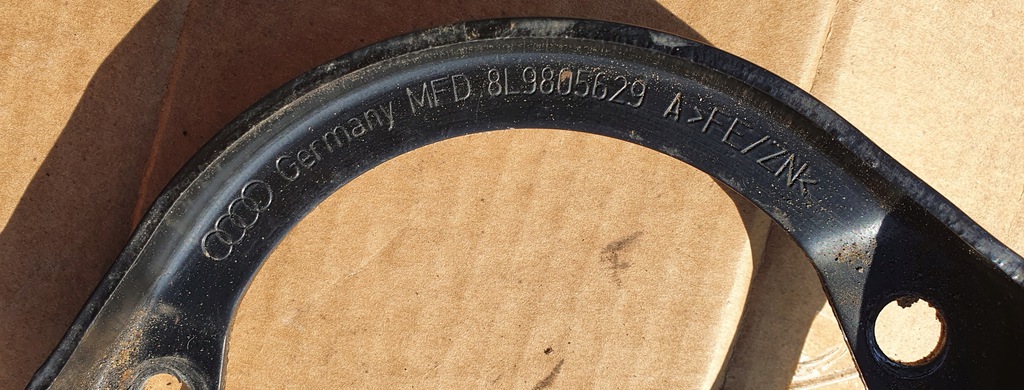 Germany MFD 8L9805629 A >FE/ZN<